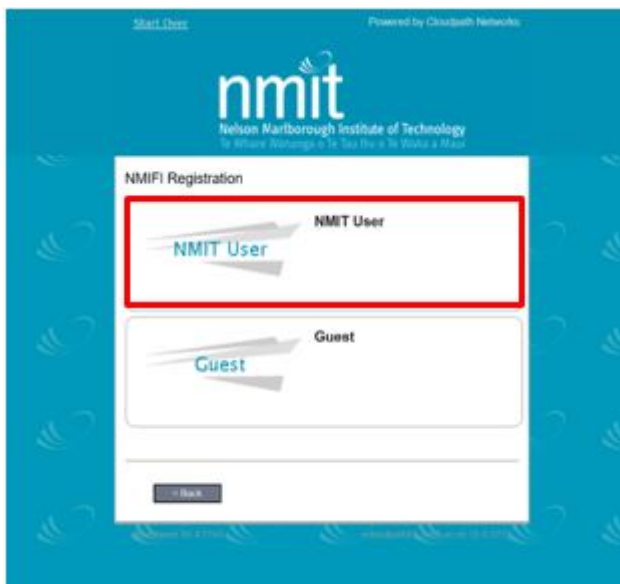 Start Over
Powered by Cloudpath Networks
nmit
Nelson Marlborough Institute of Technology
NMIFI Registration
NMIT User
NMIT User
Guest
Guest
< Back